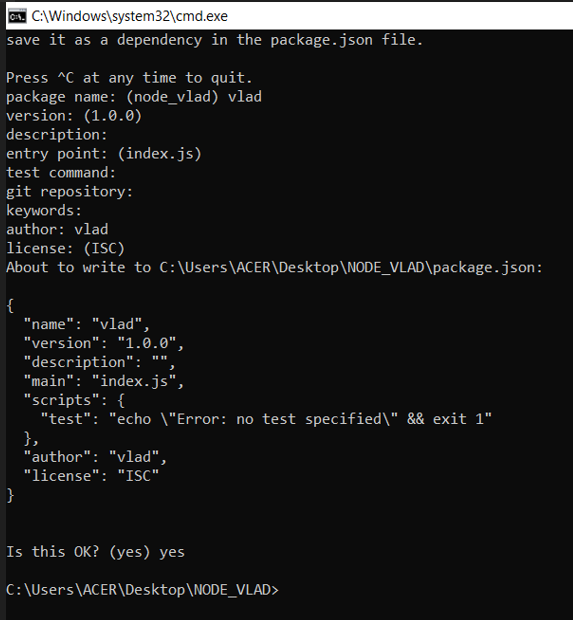 C:\Windows\system32\cmd.exe
save it as a dependency in the package.json file.
Press ^C at any time to quit.
package name: (node_vlad) vlad
version: (1.0.0)
description:
entry point: (index.js)
test command:
git repository:
keywords:
author: vlad
license: (ISC)
About to write to C:\Users\ACER\Desktop\NODE_VLAD\package.json:
{
  "name": "vlad",
  "version": "1.0.0",
  "description": "",
  "main": "index.js",
  "scripts": {
    "test": "echo \"Error: no test specified\" && exit 1"
  },
  "author": "vlad",
  "license": "ISC"
}
Is this OK? (yes) yes
C:\Users\ACER\Desktop\NODE_VLAD>